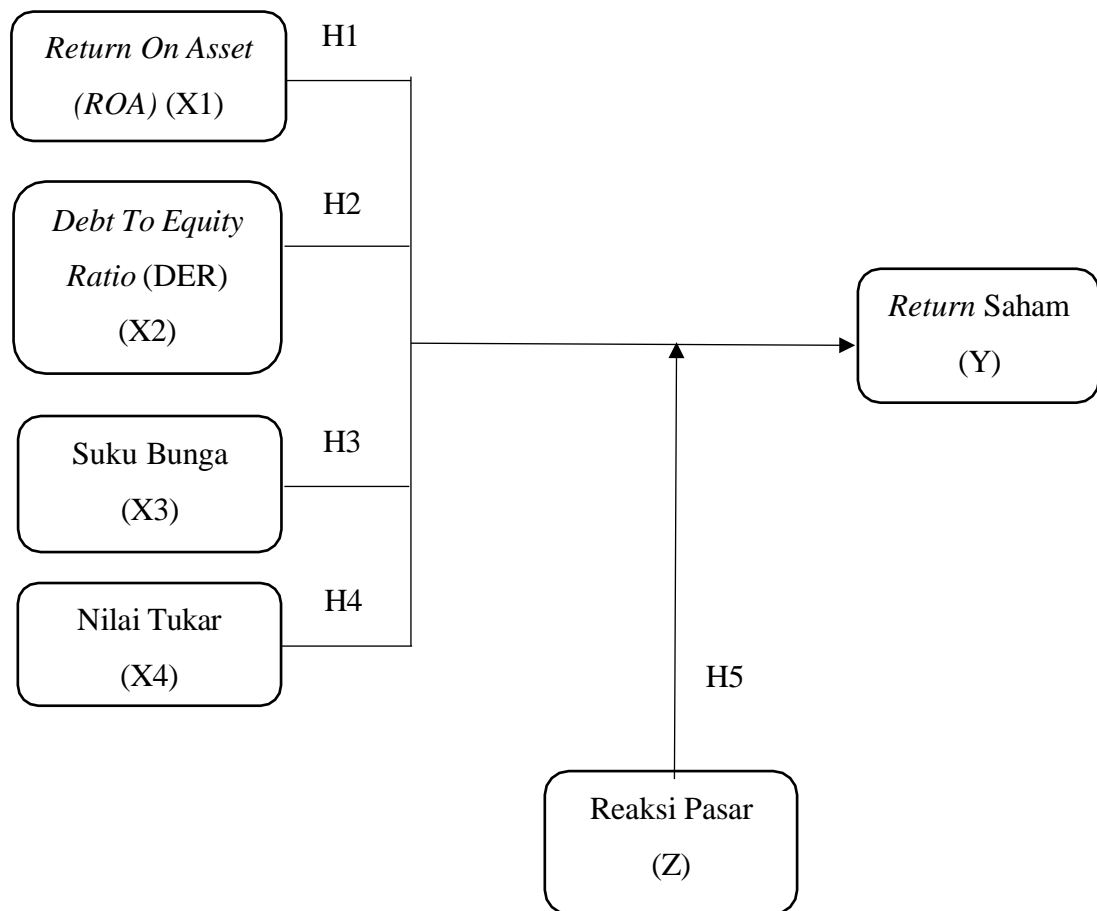 Return On Asset
(ROA) (X1)
H1
Debt To Equity
Ratio (DER)
(X2)
H2
Suku Bunga
(X3)
H3
Nilai Tukar
(X4)
H4
Return Saham
(Y)
H5
Reaksi Pasar
(Z)